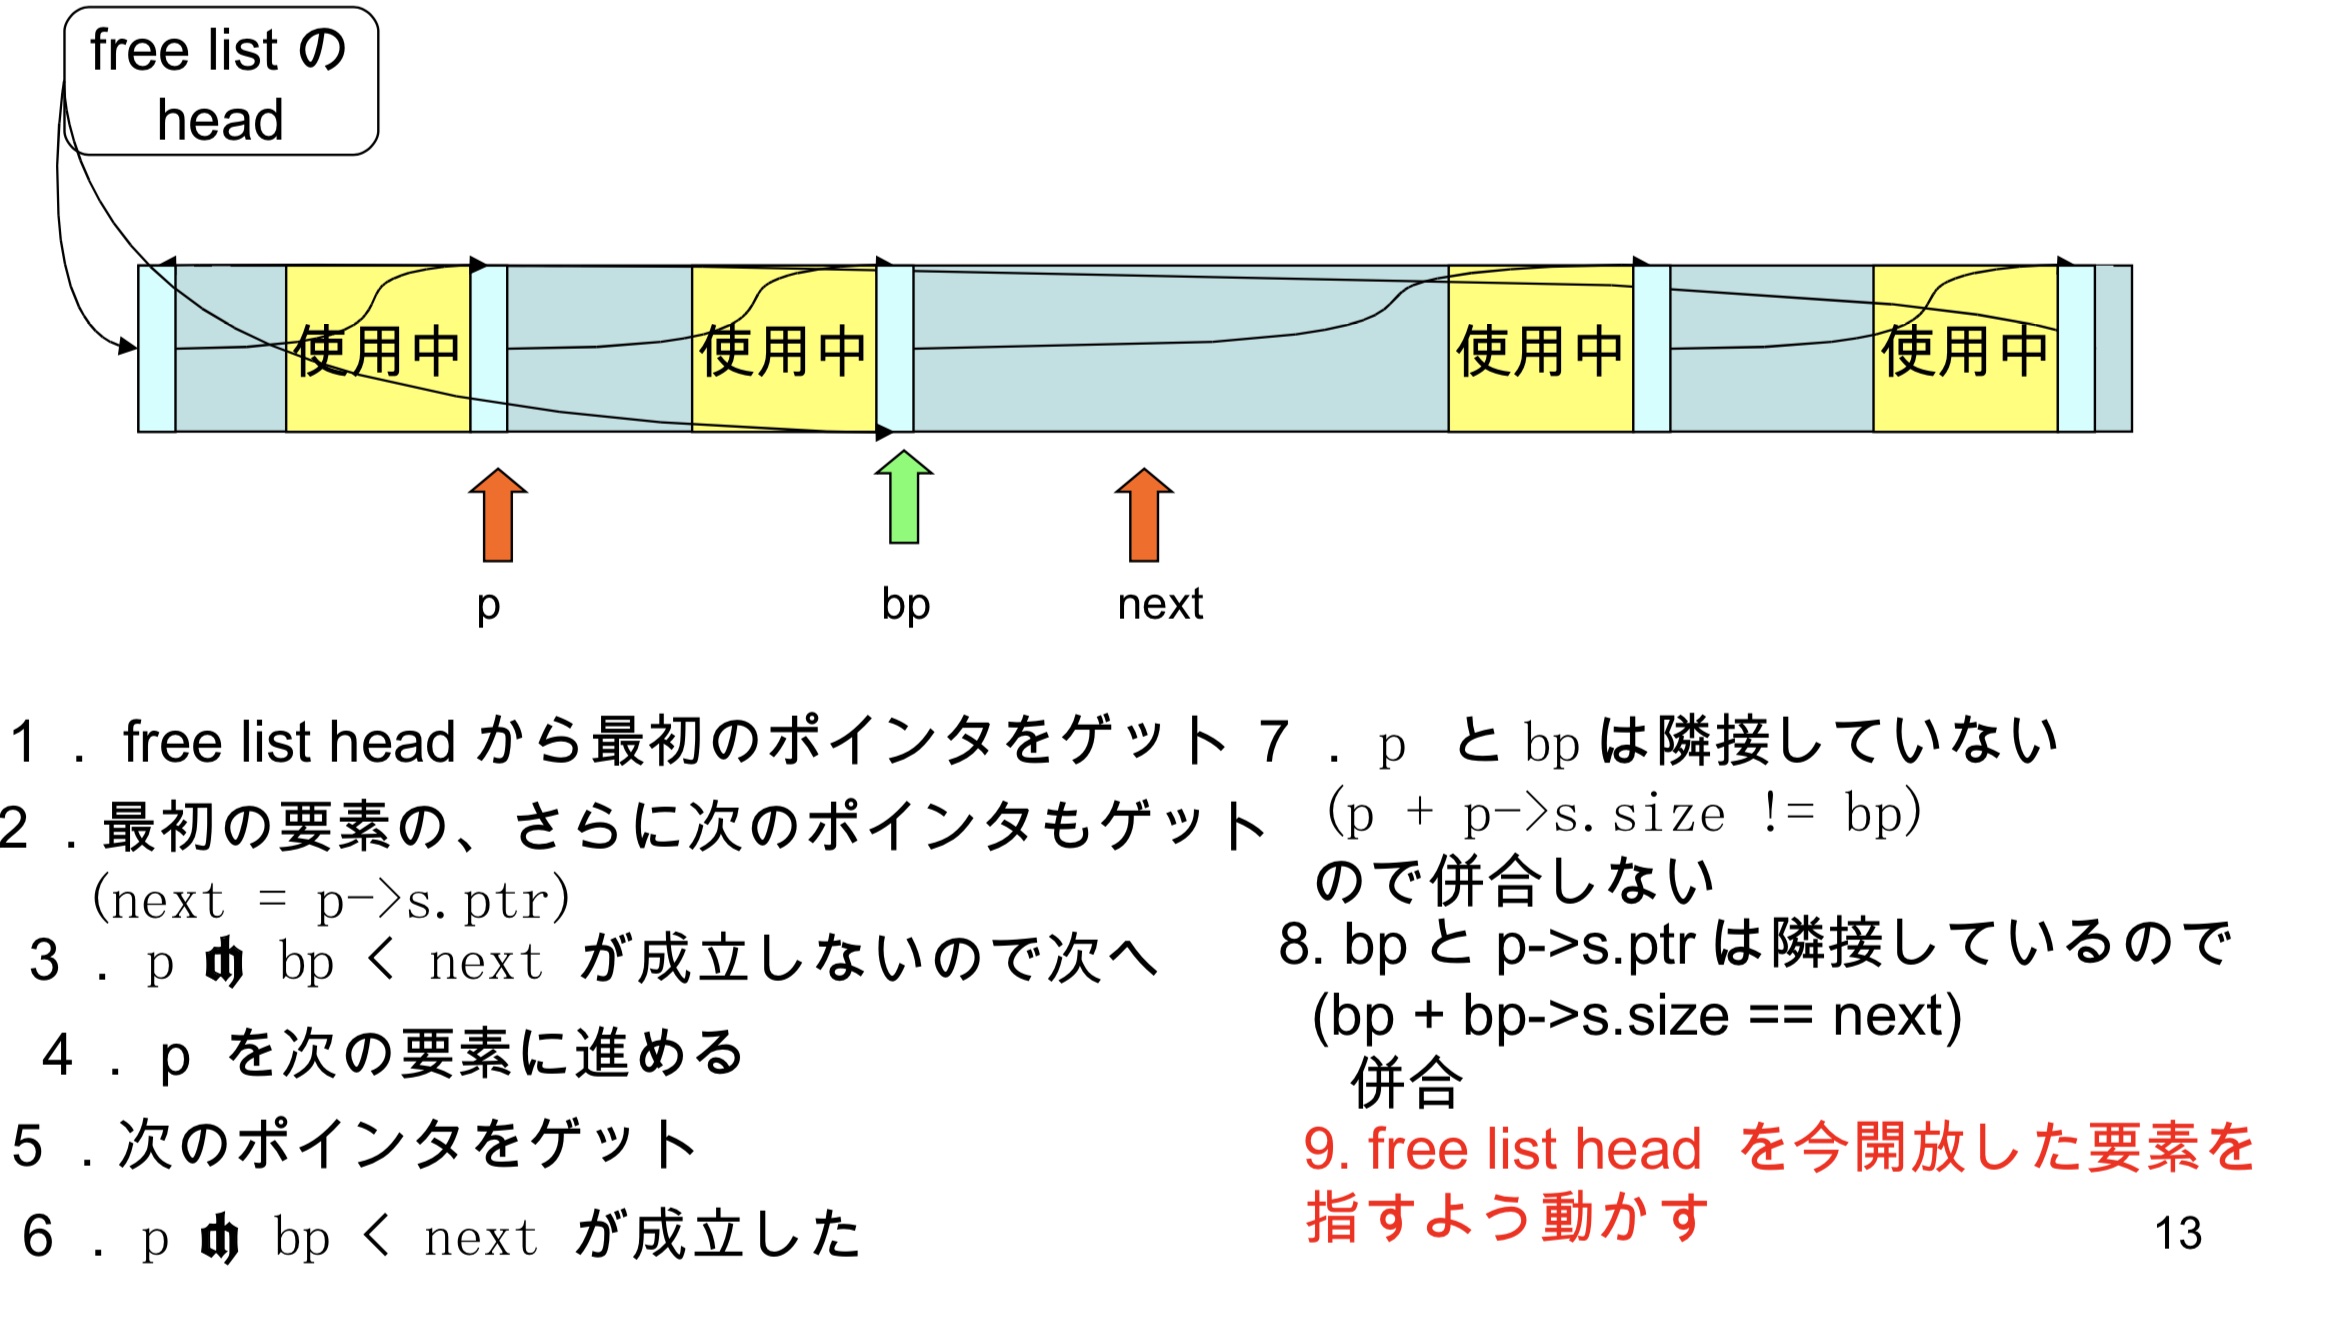 free list の
head
使用中
使用中
使用中
使用中
p
bp
next
1 . free list head から最初のポインタをゲット
2 . 最初の要素の、さらに次のポインタもゲット
(next = p->s.ptr)
3 . p bp < next が成立しないので次へ
4 . p を次の要素に進める
5 . 次のポインタをゲット
6 . p bp < next が成立した
7 . p と bp は隣接していない
(p + p->s.size != bp)
ので併合しない
8. bp と p->s.ptr は隣接しているので
(bp + bp->s.size == next)
併合
9. free list head を今開放した要素を
指すよう動かす
13